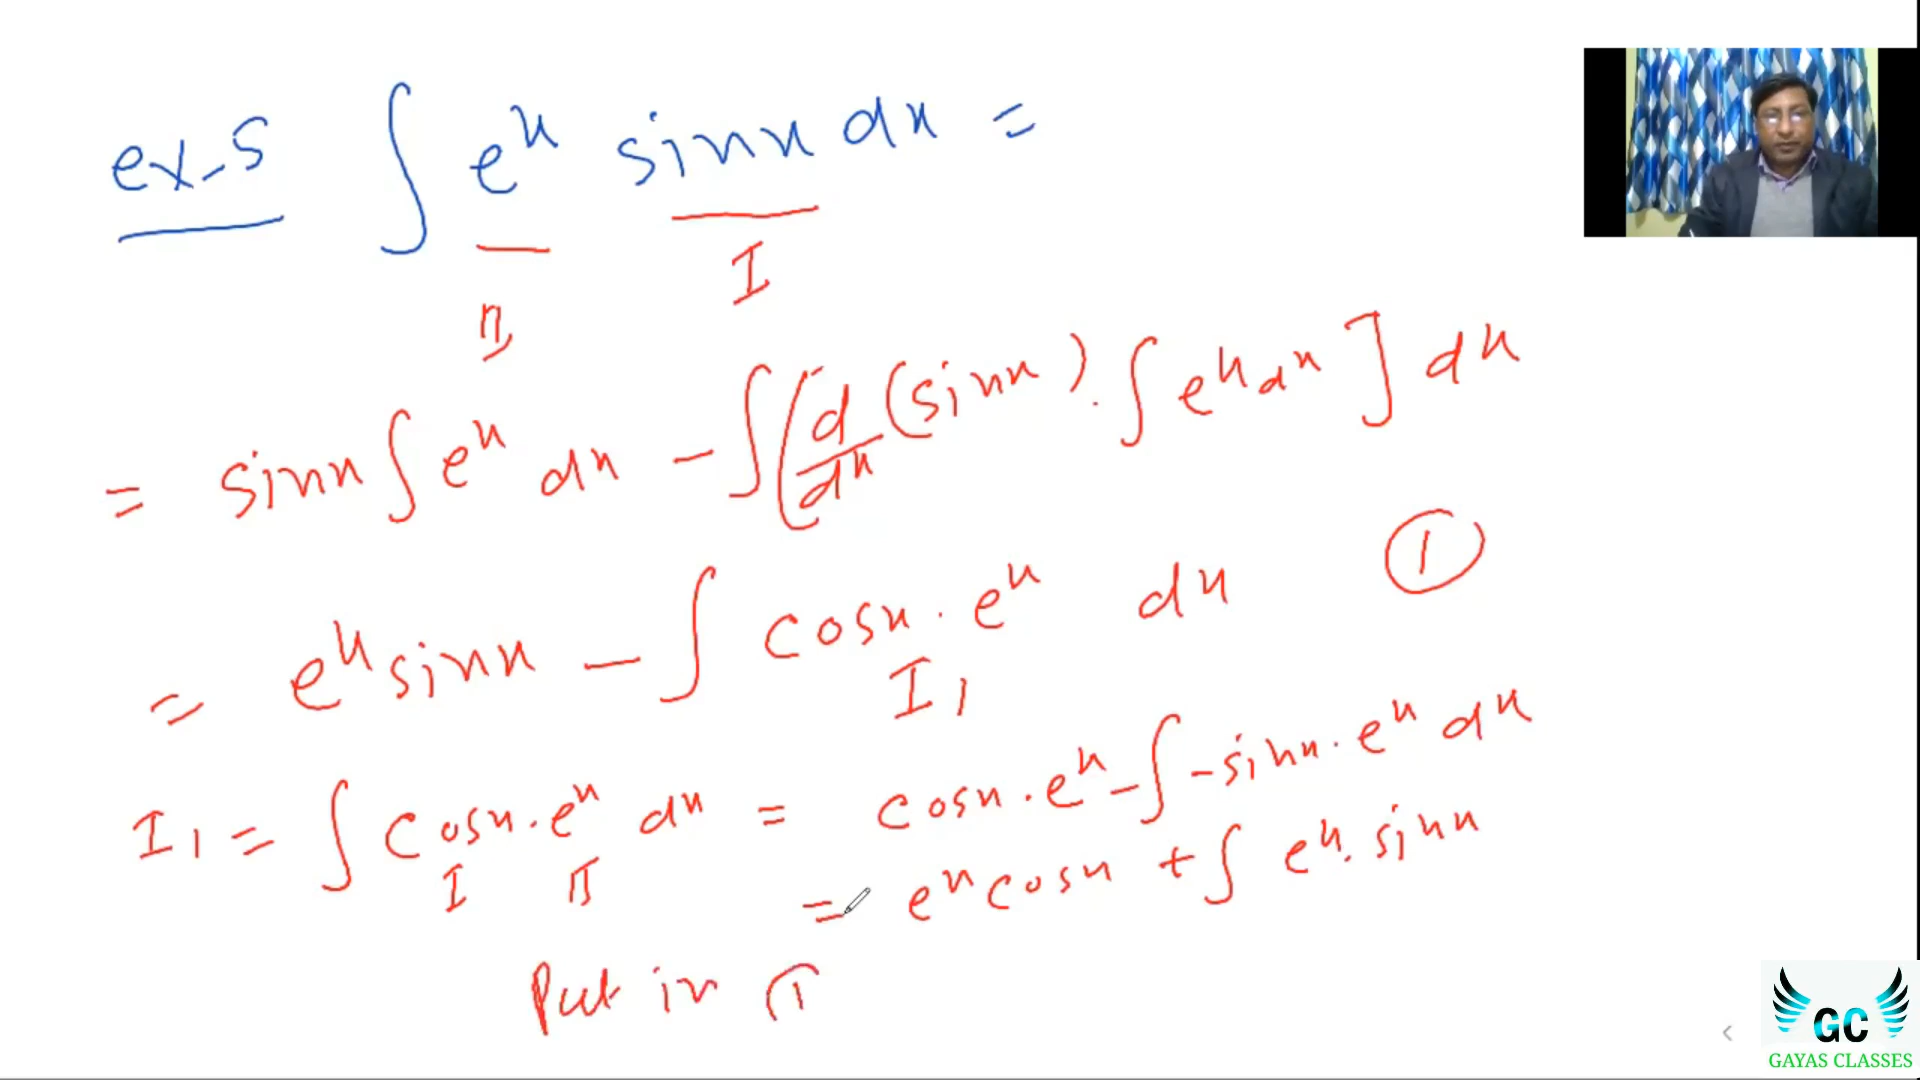 ex-5 ∫ eˣ sinx dx =
II I
= sinx ∫ eˣ dx - ∫ [d/dx (sinx) . ∫ eˣ dx ] dx
= eˣ sinx - ∫ cosx . eˣ dx ①
I₁
I₁ = ∫ cosx . eˣ dx = cosx . eˣ - ∫ -sinx . eˣ dx
I II
= eˣ cosx + ∫ eˣ . sinx
Put in
GC
GAYAS CLASSES